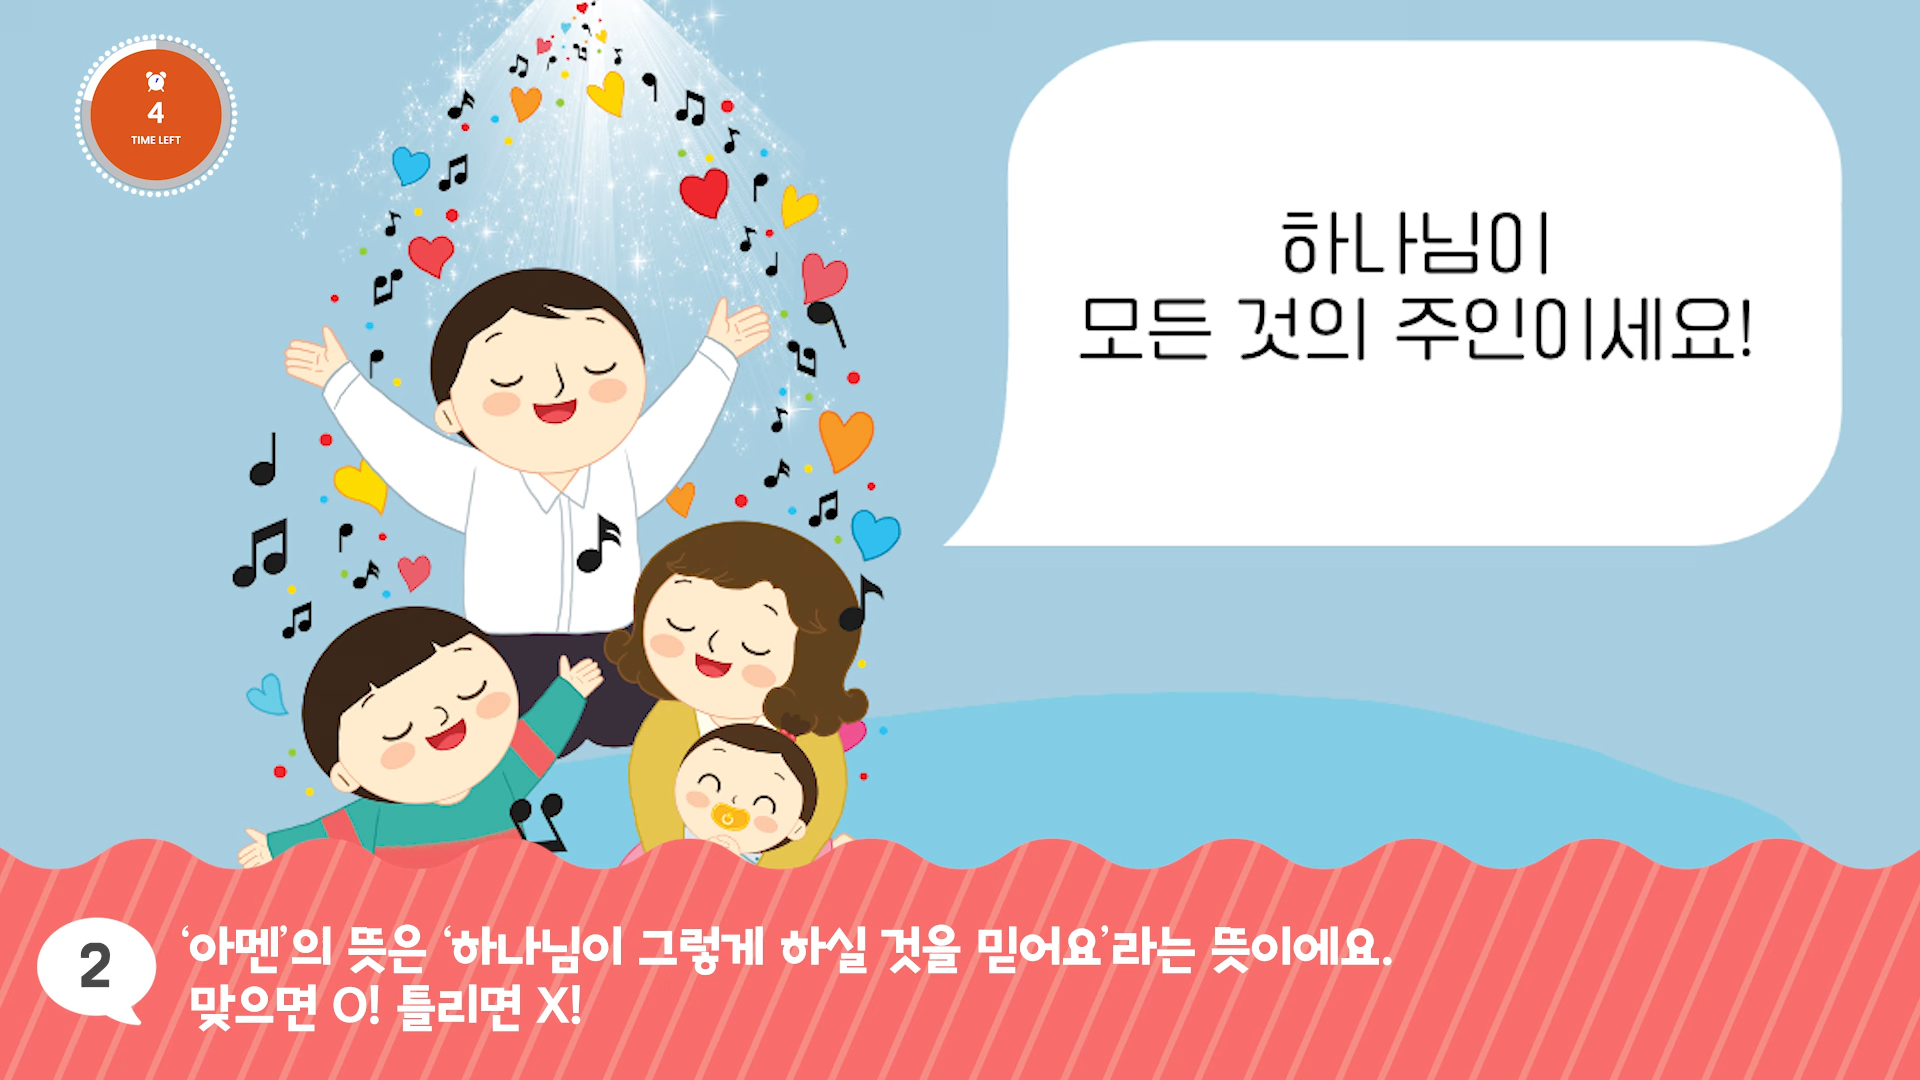 4
TIME LEFT
하나님이
모든 것의 주인이세요!
2
‘아멘’의 뜻은 ‘하나님이 그렇게 하실 것을 믿어요’라는 뜻이에요.
맞으면 O! 틀리면 X!